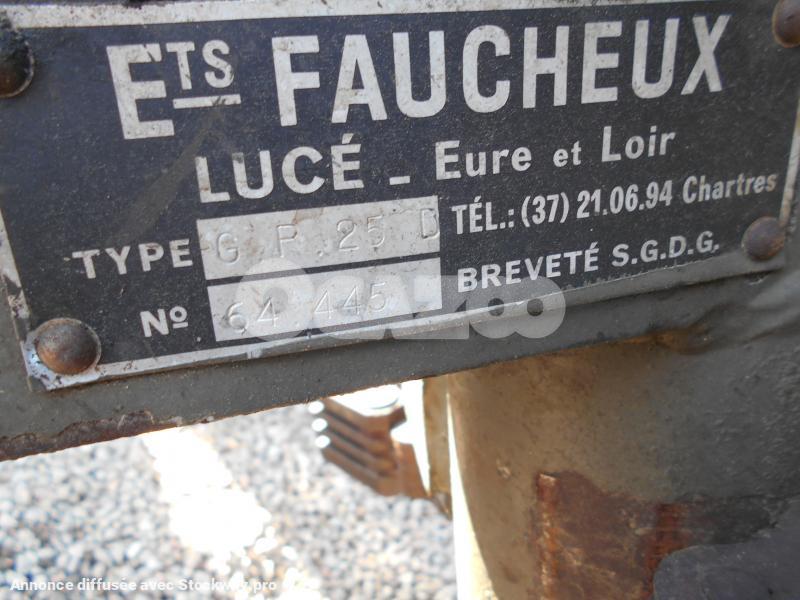 ETS FAUCHEUX
LUCÉ - Eure et Loir
TÉL.: (37) 21.06.94 Chartres
TYPE G P 25 D
BREVETÉ S.G.D.G.
Nº 64 445
cazoo
Annonce diffusée avec Stockway.pro